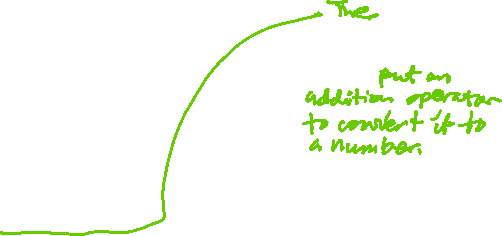 The
put an
addition operator
to convert it to
a number.